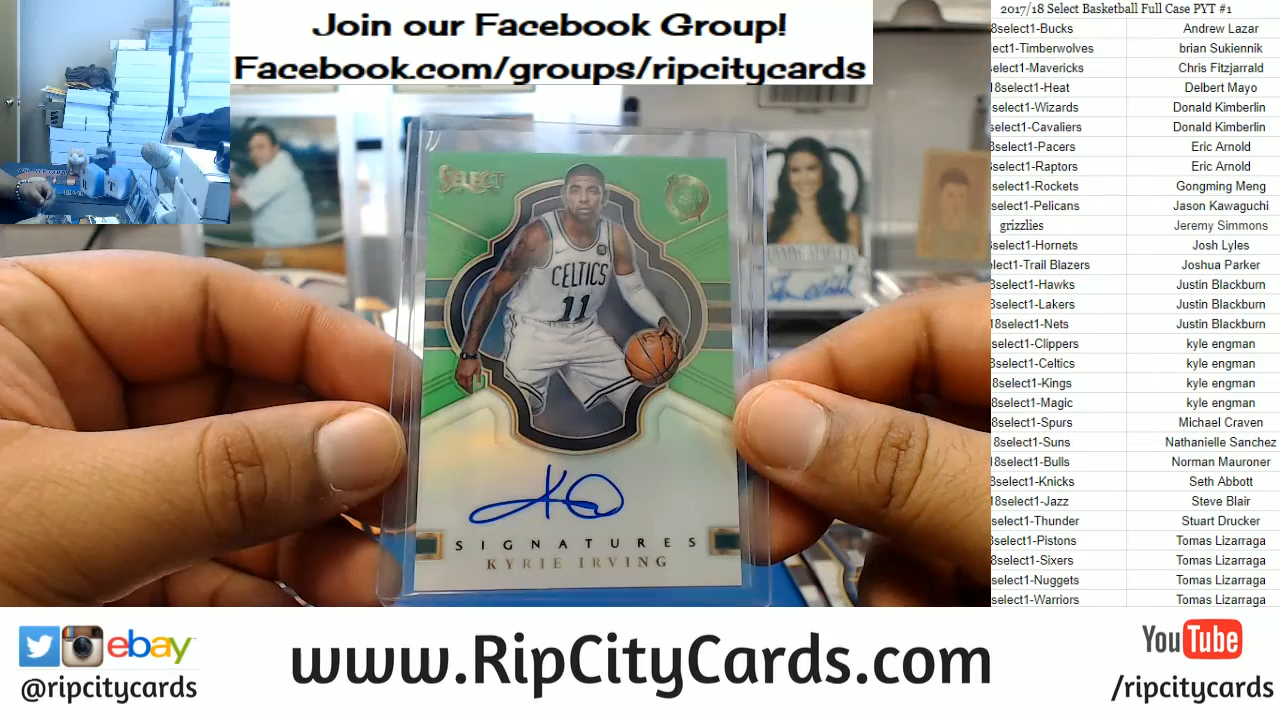 Join our Facebook Group!
Facebook.com/groups/ripcitycards
2017/18 Select Basketball Full Case PYT #1
8select1-Bucks Andrew Lazar
ect1-Timberwolves brian Sukiennik
select1-Mavericks Chris Fitzjarrald
18select1-Heat Delbert Mayo
select1-Wizards Donald Kimberlin
select1-Cavaliers Donald Kimberlin
select1-Pacers Eric Arnold
select1-Raptors Eric Arnold
select1-Rockets Gongming Meng
select1-Pelicans Jason Kawaguchi
grizzlies Jeremy Simmons
select1-Hornets Josh Lyles
select1-Trail Blazers Joshua Parker
select1-Hawks Justin Blackburn
select1-Lakers Justin Blackburn
18select1-Nets Justin Blackburn
select1-Clippers kyle engman
3select1-Celtics kyle engman
8select1-Kings kyle engman
8select1-Magic kyle engman
8select1-Spurs Michael Craven
8select1-Suns Nathanielle Sanchez
18select1-Bulls Norman Mauroner
3select1-Knicks Seth Abbott
18select1-Jazz Steve Blair
select1-Thunder Stuart Drucker
select1-Pistons Tomas Lizarraga
select1-Sixers Tomas Lizarraga
select1-Nuggets Tomas Lizarraga
select1-Warriors Tomas Lizarraga
SELECT
CELTICS
11
SIGNATURES
KYRIE IRVING
ebay
@ripcitycards
www.RipCityCards.com
YouTube
/ripcitycards